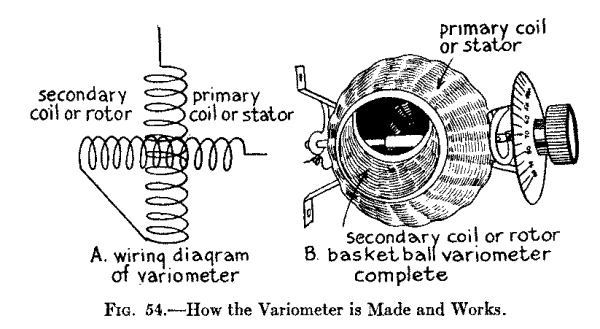 primary coil
or stator
secondary
coil or rotor
primary
coil or stator
A. wiring diagram
of variometer
secondary coil or rotor
B. basket ball variometer
complete
FIG. 54.—How the Variometer is Made and Works.